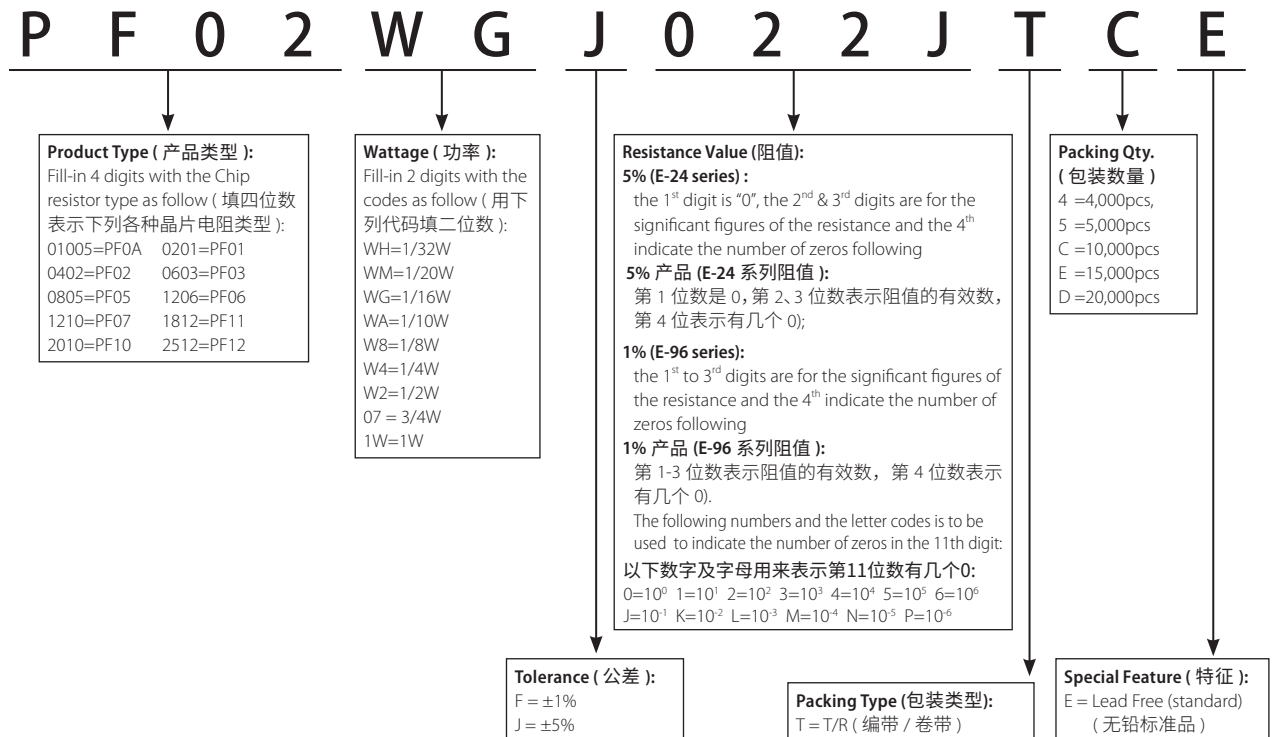 P F 0 2 W G J 0 2 2 J T C E
Product Type ( 产品类型 ):
Fill-in 4 digits with the Chip
resistor type as follow ( 填四位数
表示下列各种晶片电阻类型 ):
01005=PF0A 0201=PF01
0402=PF02 0603=PF03
0805=PF05 1206=PF06
1210=PF07 1812=PF11
2010=PF10 2512=PF12
Wattage ( 功率 ):
Fill-in 2 digits with the
codes as follow ( 用下
列代码填二位数 ):
WH=1/32W
WM=1/20W
WG=1/16W
WA=1/10W
W8=1/8W
W4=1/4W
W2=1/2W
07 = 3/4W
1W=1W
Resistance Value (阻值):
5% (E-24 series) :
the 1st digit is “0”, the 2nd & 3rd digits are for the
significant figures of the resistance and the 4th
indicate the number of zeros following
5% 产品 (E-24 系列阻值 ):
第 1 位数是 0，第 2、3 位数表示阻值的有效数，
第 4 位表示有几个 0);
1% (E-96 series):
the 1st to 3rd digits are for the significant figures of
the resistance and the 4th indicate the number of
zeros following
1% 产品 (E-96 系列阻值 ):
第 1-3 位数表示阻值的有效数，第 4 位数表示
有几个 0).
The following numbers and the letter codes is to be
used to indicate the number of zeros in the 11th digit:
以下数字及字母用来表示第11位数有几个0:
0=10⁰ 1=10¹ 2=10² 3=10³ 4=10⁴ 5=10⁵ 6=10⁶
J=10⁻¹ K=10⁻² L=10⁻³ M=10⁻⁴ N=10⁻⁵ P=10⁻⁶
Packing Qty.
( 包装数量 )
4 =4,000pcs,
5 =5,000pcs
C =10,000pcs
E =15,000pcs
D =20,000pcs
Tolerance ( 公差 ):
F = ±1%
J = ±5%
Packing Type (包装类型):
T = T/R ( 编带 / 卷带 )
Special Feature ( 特征 ):
E = Lead Free (standard)
( 无铅标准品 )